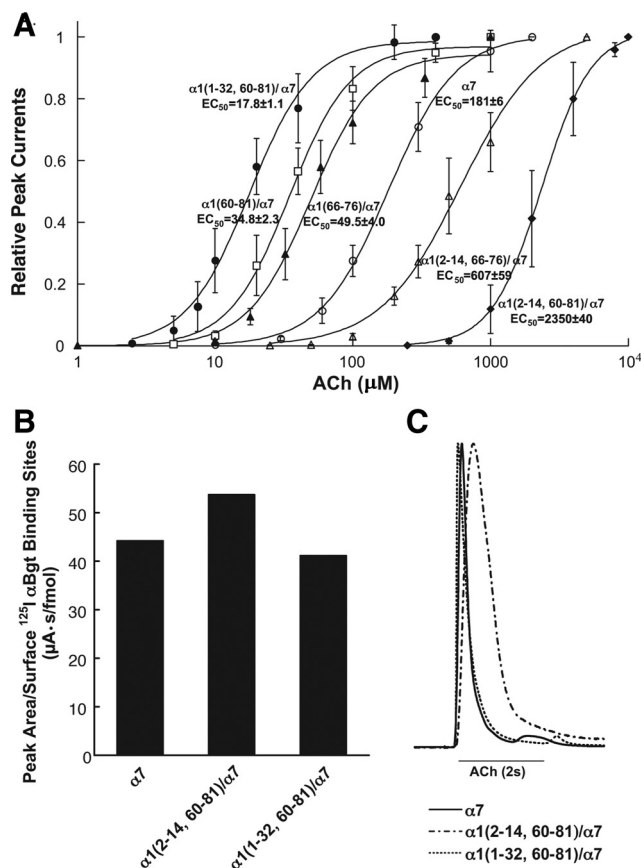 A.
Relative Peak Currents
1
0.8
0.6
0.4
0.2
0
α1(1-32, 60-81)/ α7
EC50=17.8±1.1
α7
EC50=181±6
α1(60-81)/α7
EC50=34.8±2.3
α1(66-76)/α7
EC50=49.5±4.0
α1(2-14, 66-76)/ α7
EC50=607±59
α1(2-14, 60-81)/ α7
EC50=2350±40
1
10
100
1000
10⁴
ACh (μM)
B
Peak Area/Surface ¹²⁵I αBgt Binding Sites
(μA· s/fmol)
60
50
40
30
20
10
0
α7
α1(2-14, 60-81)/α7
α1(1-32, 60-81)/α7
C
ACh (2s)
α7
α1(2-14, 60-81)/α7
α1(1-32, 60-81)/α7